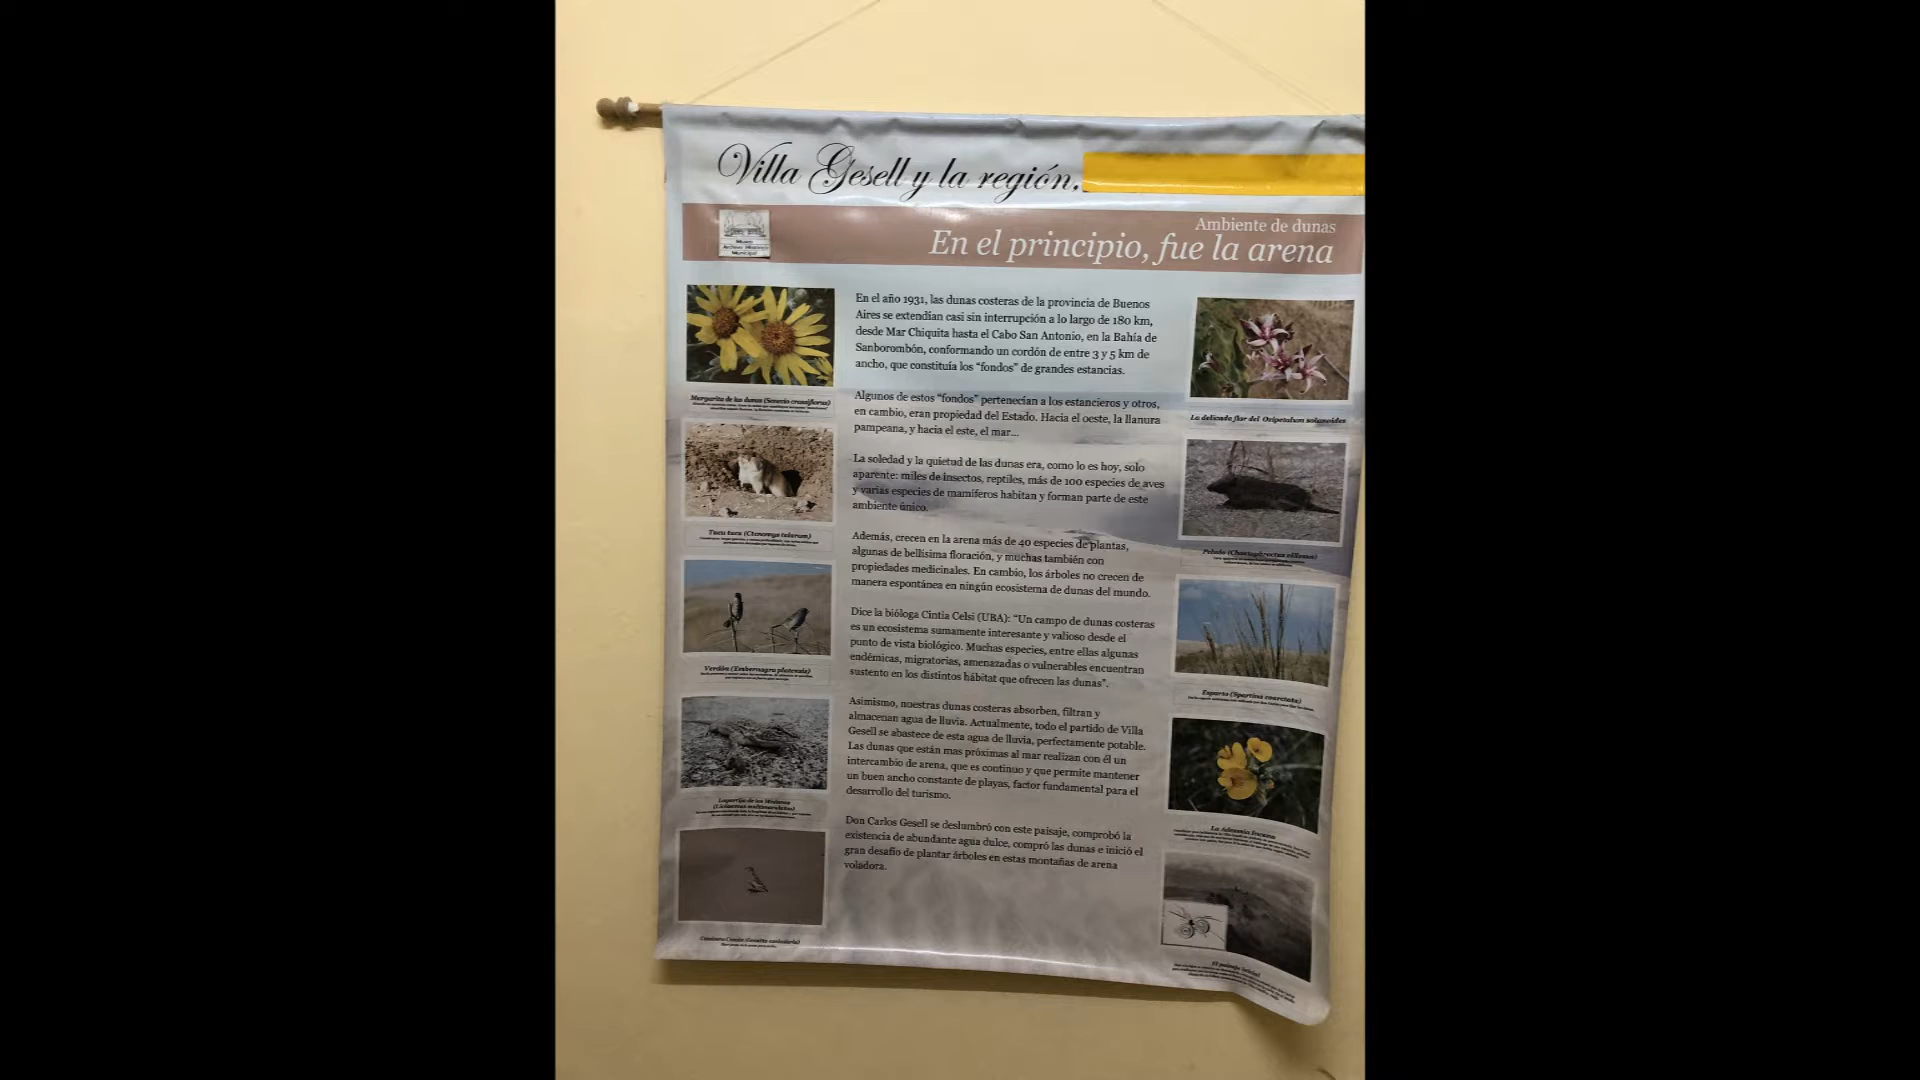 Villa Gesell y la región.
Museo
Archivo Histórico
Municipal
Ambiente de dunas
En el principio, fue la arena
En el año 1931, las dunas costeras de la provincia de Buenos
Aires se extendían casi sin interrupción a lo largo de 180 km,
desde Mar Chiquita hasta el Cabo San Antonio, en la Bahía de
Sanborombón, conformando un cordón de entre 3 y 5 km de
ancho, que constituía los "fondos" de grandes estancias.
Algunos de estos "fondos" pertenecían a los estancieros y otros,
en cambio, eran propiedad del Estado. Hacia el oeste, la llanura
pampeana, y hacia el este, el mar...
La soledad y la quietud de las dunas era, como lo es hoy, solo
aparente: miles de insectos, reptiles, más de 100 especies de aves
y varias especies de mamíferos habitan y forman parte de este
ambiente único.
Además, crecen en la arena más de 40 especies de plantas,
algunas de bellísima floración, y muchas también con
propiedades medicinales. En cambio, los árboles no crecen de
manera espontánea en ningún ecosistema de dunas del mundo.
Dice la bióloga Cintia Celsi (UBA): "Un campo de dunas costeras
es un ecosistema sumamente interesante y valioso desde el
punto de vista biológico. Muchas especies, entre ellas algunas
endémicas, migratorias, amenazadas o vulnerables encuentran
sustento en los distintos hábitat que ofrecen las dunas".
Asimismo, nuestras dunas costeras absorben, filtran y
almacenan agua de lluvia. Actualmente, todo el partido de Villa
Gesell se abastece de esta agua de lluvia, perfectamente potable.
Las dunas que están mas próximas al mar realizan con él un
intercambio de arena, que es continuo y que permite mantener
un buen ancho constante de playas, factor fundamental para el
desarrollo del turismo.
Don Carlos Gesell se deslumbró con este paisaje, comprobó la
existencia de abundante agua dulce, compró las dunas e inició el
gran desafío de plantar árboles en estas montañas de arena
voladora.
Margarita de las dunas (Senecio crassiflorus)
Tucu tucu (Ctenomys talarum)
Verdón (Embernagra platensis)
Lagartija de los Médanos
(Liolaemus multimaculatus)
La delicada flor del Oxipetalum solanoides
Peludo (Chaetophractus villosus)
Esparto (Spartina coarctata)
La Adesmia Incana
El paisaje inicial